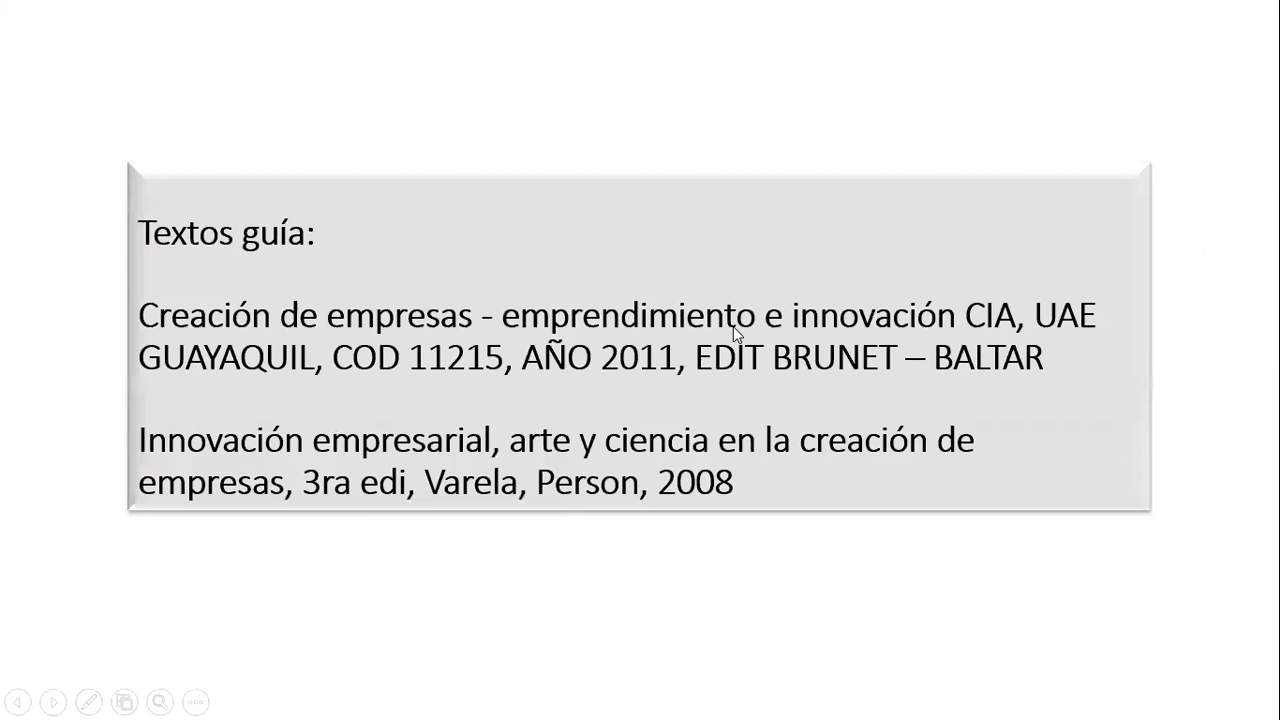 Textos guía:
Creación de empresas - emprendimiento e innovación CIA, UAE
GUAYAQUIL, COD 11215, AÑO 2011, EDIT BRUNET – BALTAR
Innovación empresarial, arte y ciencia en la creación de
empresas, 3ra edi, Varela, Person, 2008